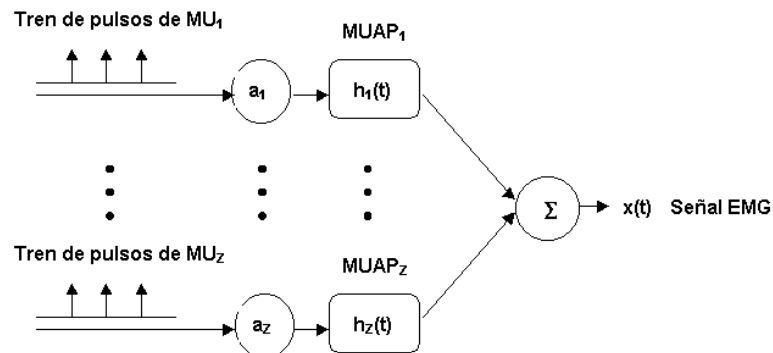 Tren de pulsos de MU₁
MUAP₁
a₁
h₁(t)
Σ
x(t) Señal EMG
Tren de pulsos de MU_Z
MUAP_Z
a_Z
h_Z(t)